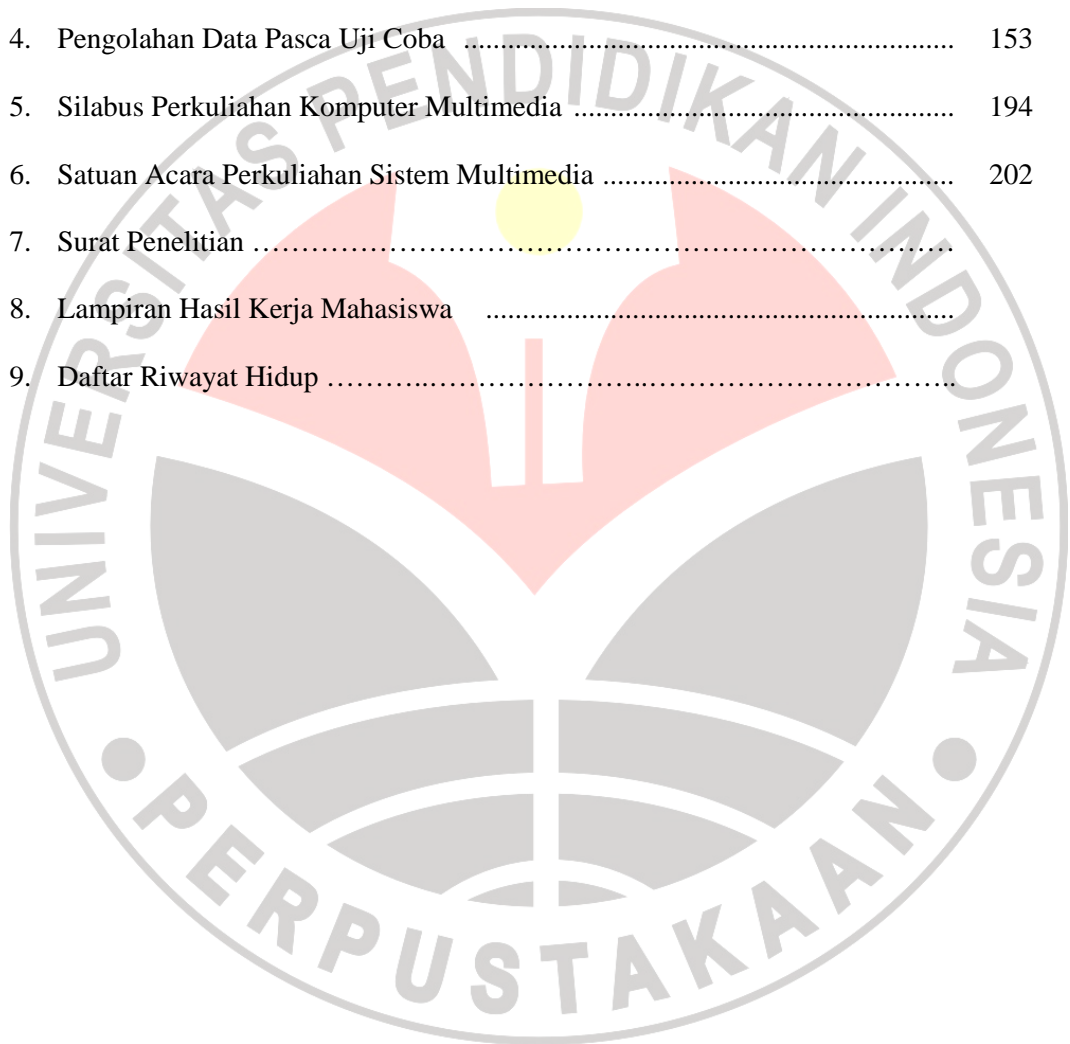 4. Pengolahan Data Pasca Uji Coba ........................................................................ 153
5. Silabus Perkuliahan Komputer Multimedia ........................................................ 194
6. Satuan Acara Perkuliahan Sistem Multimedia .................................................... 202
7. Surat Penelitian ……………………………………………………………………….
8. Lampiran Hasil Kerja Mahasiswa .....................................................................
9. Daftar Riwayat Hidup ………..………………….…………………………..
UNIVERSITAS PENDIDIKAN INDONESIA
PERPUSTAKAAN